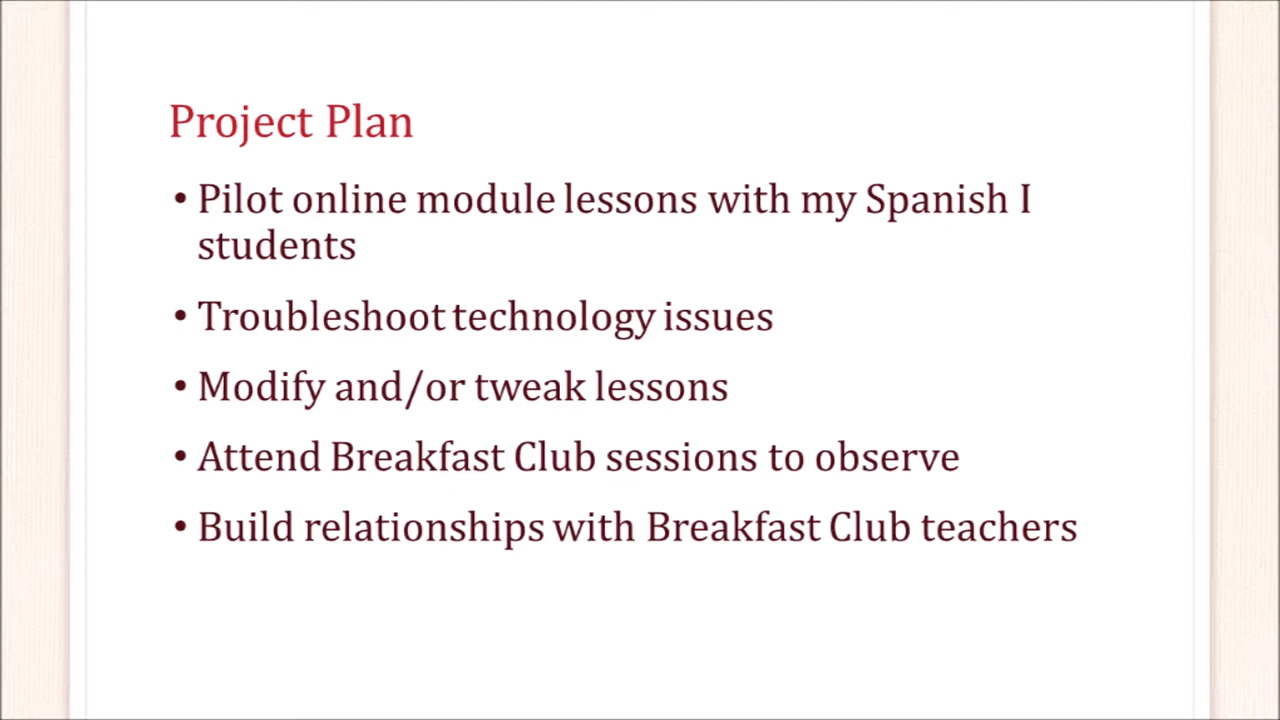 Project Plan
• Pilot online module lessons with my Spanish I
students
• Troubleshoot technology issues
• Modify and/or tweak lessons
• Attend Breakfast Club sessions to observe
• Build relationships with Breakfast Club teachers